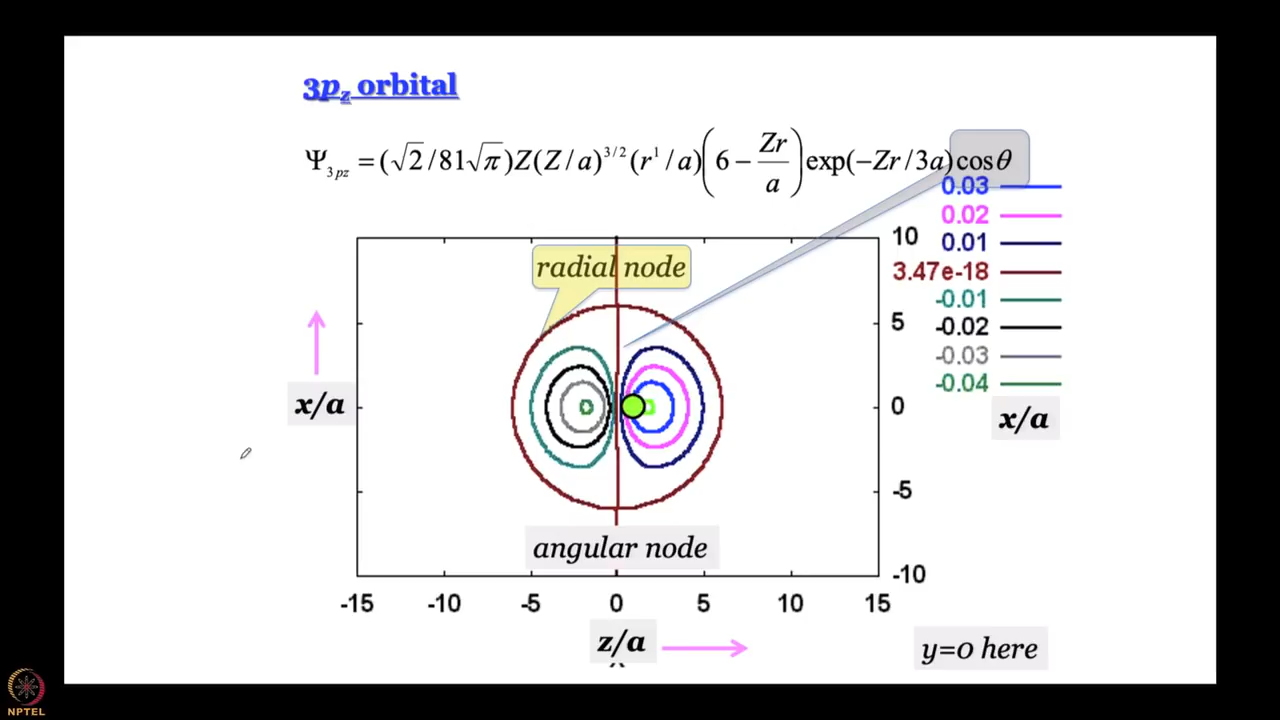 3p_z orbital
Ψ_{3pz} = (√2/81√π)Z(Z/a)^{3/2}(r^1/a)(6 − Zr/a)exp(−Zr/3a)cosθ
0.03
0.02
0.01
3.47e-18
-0.01
-0.02
-0.03
-0.04
radial node
10
5
0
-5
-10
x/a
x/a
angular node
-15 -10 -5 0 5 10 15
z/a
y=0 here
NPTEL